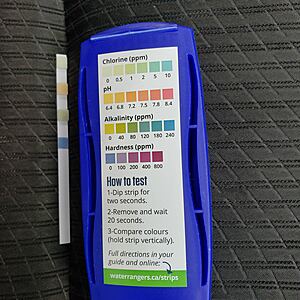 Chlorine (ppm)
0 0.5 1 2 5 10
pH
6.4 6.8 7.2 7.5 7.8 8.4
Alkalinity (ppm)
0 40 80 120 180 240
Hardness (ppm)
0 100 200 400 800
How to test
1-Dip strip for
two seconds.
2-Remove and wait
20 seconds.
3-Compare colours
(hold strip vertically).
Full directions in your
guide and online:
waterrangers.ca/strips